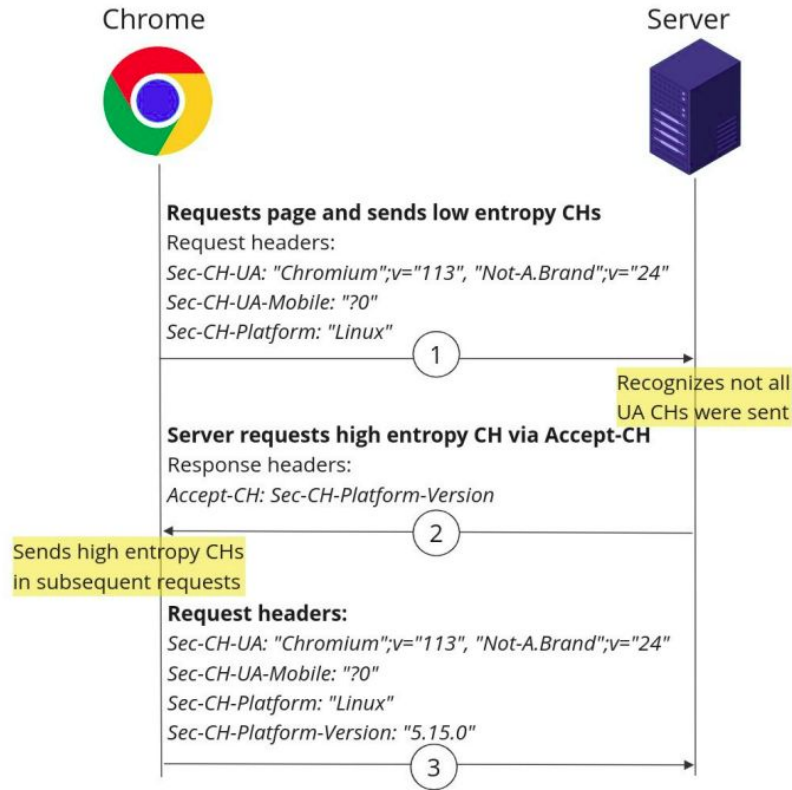 Chrome
Server
Requests page and sends low entropy CHs
Request headers:
Sec-CH-UA: "Chromium";v="113", "Not-A.Brand";v="24"
Sec-CH-UA-Mobile: "?0"
Sec-CH-Platform: "Linux"
1
Recognizes not all
UA CHs were sent
Server requests high entropy CH via Accept-CH
Response headers:
Accept-CH: Sec-CH-Platform-Version
2
Sends high entropy CHs
in subsequent requests
Request headers:
Sec-CH-UA: "Chromium";v="113", "Not-A.Brand";v="24"
Sec-CH-UA-Mobile: "?0"
Sec-CH-Platform: "Linux"
Sec-CH-Platform-Version: "5.15.0"
3